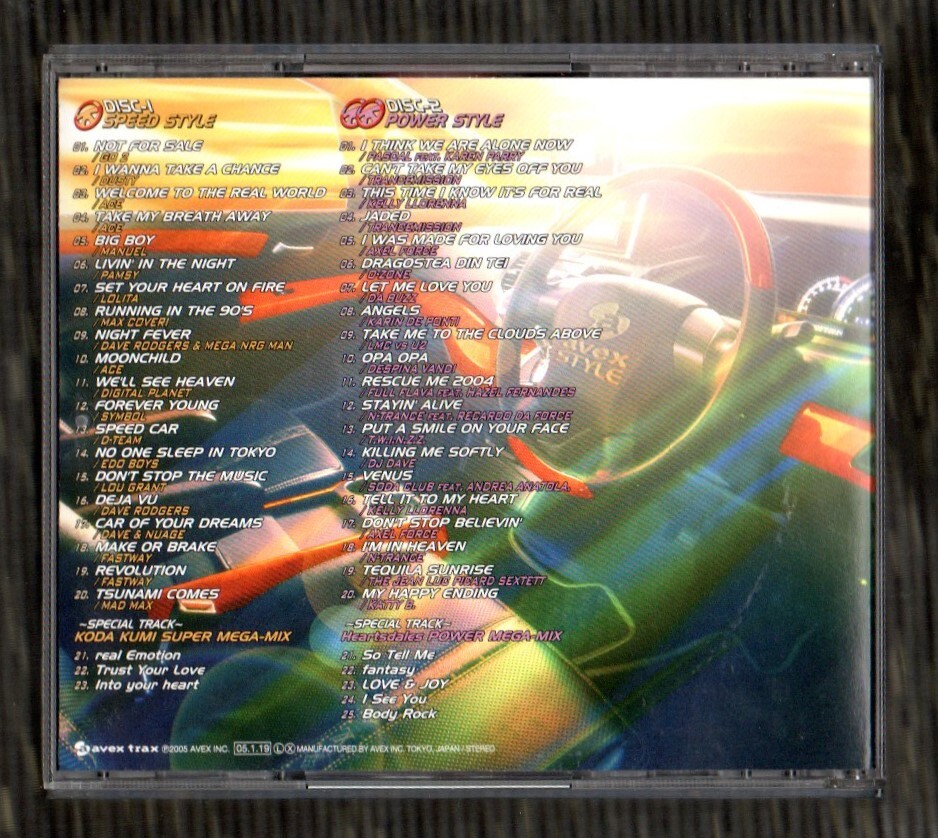 DISC-1
SPEED STYLE
01. NOT FOR SALE
/ GO 2
02. I WANNA TAKE A CHANCE
/ DUSTY
03. WELCOME TO THE REAL WORLD
/ ACE
04. TAKE MY BREATH AWAY
/ ACE
05. BIG BOY
/ MANUEL
06. LIVIN' IN THE NIGHT
/ PAMSY
07. SET YOUR HEART ON FIRE
/ LOLITA
08. RUNNING IN THE 90'S
/ MAX COVERI
09. NIGHT FEVER
/ DAVE RODGERS & MEGA NRG MAN
10. MOONCHILD
/ ACE
11. WE'LL SEE HEAVEN
/ DIGITAL PLANET
12. FOREVER YOUNG
/ SYMBOL
13. SPEED CAR
/ D-TEAM
14. NO ONE SLEEP IN TOKYO
/ EDO BOYS
15. DON'T STOP THE MUSIC
/ LOU GRANT
16. DEJA VU
/ DAVE RODGERS
17. CAR OF YOUR DREAMS
/ DAVE & NUAGE
18. MAKE OR BRAKE
/ FASTWAY
19. REVOLUTION
/ FASTWAY
20. TSUNAMI COMES
/ MAD MAX
~SPECIAL TRACK~
KODA KUMI SUPER MEGA-MIX
21. real Emotion
22. Trust Your Love
23. Into your heart
DISC-2
POWER STYLE
01. I THINK WE ARE ALONE NOW
/ PASCAL FEAT. KAREN PARRY
02. CAN'T TAKE MY EYES OFF YOU
/ TRANCEMISSION
03. THIS TIME I KNOW IT'S FOR REAL
/ KELLY LLORENNA
04. JADED
/ TRANCEMISSION
05. I WAS MADE FOR LOVING YOU
/ AXEL FORCE
06. DRAGOSTEA DIN TEI
/ O-ZONE
07. LET ME LOVE YOU
/ DA BUZZ
08. ANGELS
/ KARIN DE PONTI
09. TAKE ME TO THE CLOUDS ABOVE
/ LMC VS U2
10. OPA OPA
/ DESPINA VANDI
11. RESCUE ME 2004
/ FULL FLAVA FEAT. HAZEL FERNANDES
12. STAYIN' ALIVE
/ N-TRANCE FEAT. RECARDO DA FORCE
13. PUT A SMILE ON YOUR FACE
/ T.W.I.N.Z.Z.
14. KILLING ME SOFTLY
/ DJ DAVE
15. VENUS
/ SODA CLUB FEAT. ANDREA ANATOLA
16. TELL IT TO MY HEART
/ KELLY LLORENNA
17. DON'T STOP BELIEVIN'
/ AXEL FORCE
18. I'M IN HEAVEN
/ N-TRANCE
19. TEQUILA SUNRISE
/ THE JEAN LUC PICARD SEXTETT
20. MY HAPPY ENDING
/ KATTY B.
~SPECIAL TRACK~
Heartsdales POWER MEGA-MIX
21. So Tell Me
22. fantasy
23. LOVE & JOY
24. I See You
25. Body Rock
avex
STYLE
avex trax ℗2005 AVEX INC. 05.1.19 Ⓛ Ⓧ MANUFACTURED BY AVEX INC. TOKYO, JAPAN / STEREO